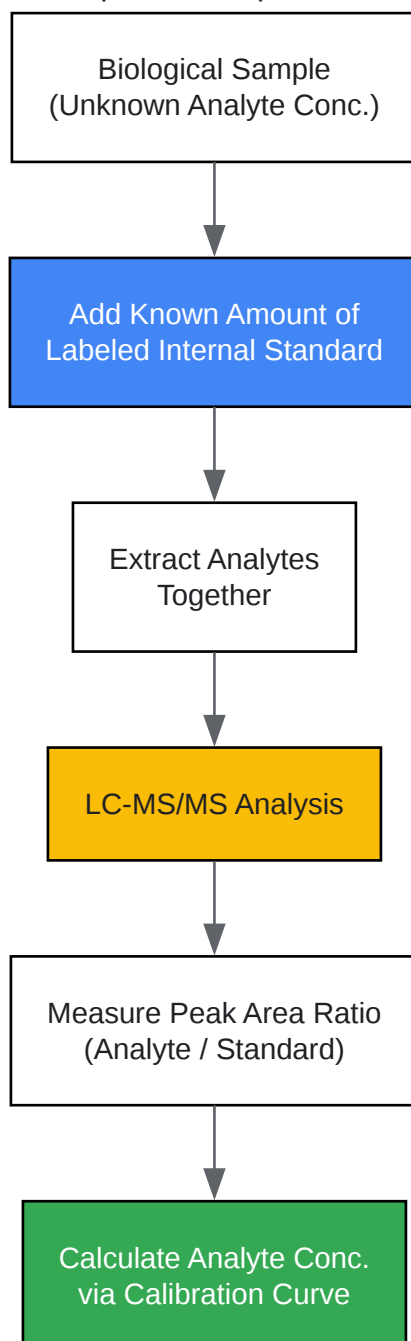 Biological Sample
(Unknown Analyte Conc.)
Add Known Amount of
Labeled Internal Standard
Extract Analytes
Together
LC-MS/MS Analysis
Measure Peak Area Ratio
(Analyte / Standard)
Calculate Analyte Conc.
via Calibration Curve